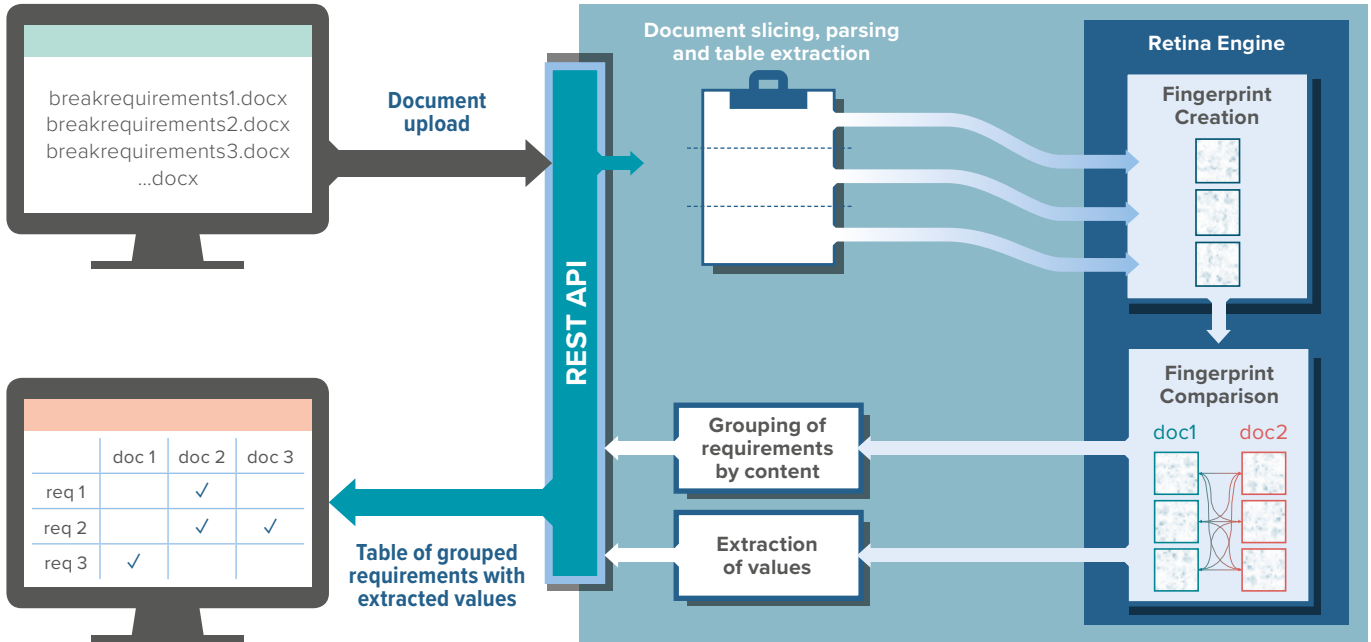 breakrequirements1.docx
breakrequirements2.docx
breakrequirements3.docx
...docx
Document
upload
REST API
Document slicing, parsing
and table extraction
Retina Engine
Fingerprint
Creation
Fingerprint
Comparison
doc1 doc2
Grouping of
requirements
by content
Extraction
of values
Table of grouped
requirements with
extracted values
doc 1 doc 2 doc 3
req 1 ✓
req 2 ✓ ✓
req 3 ✓